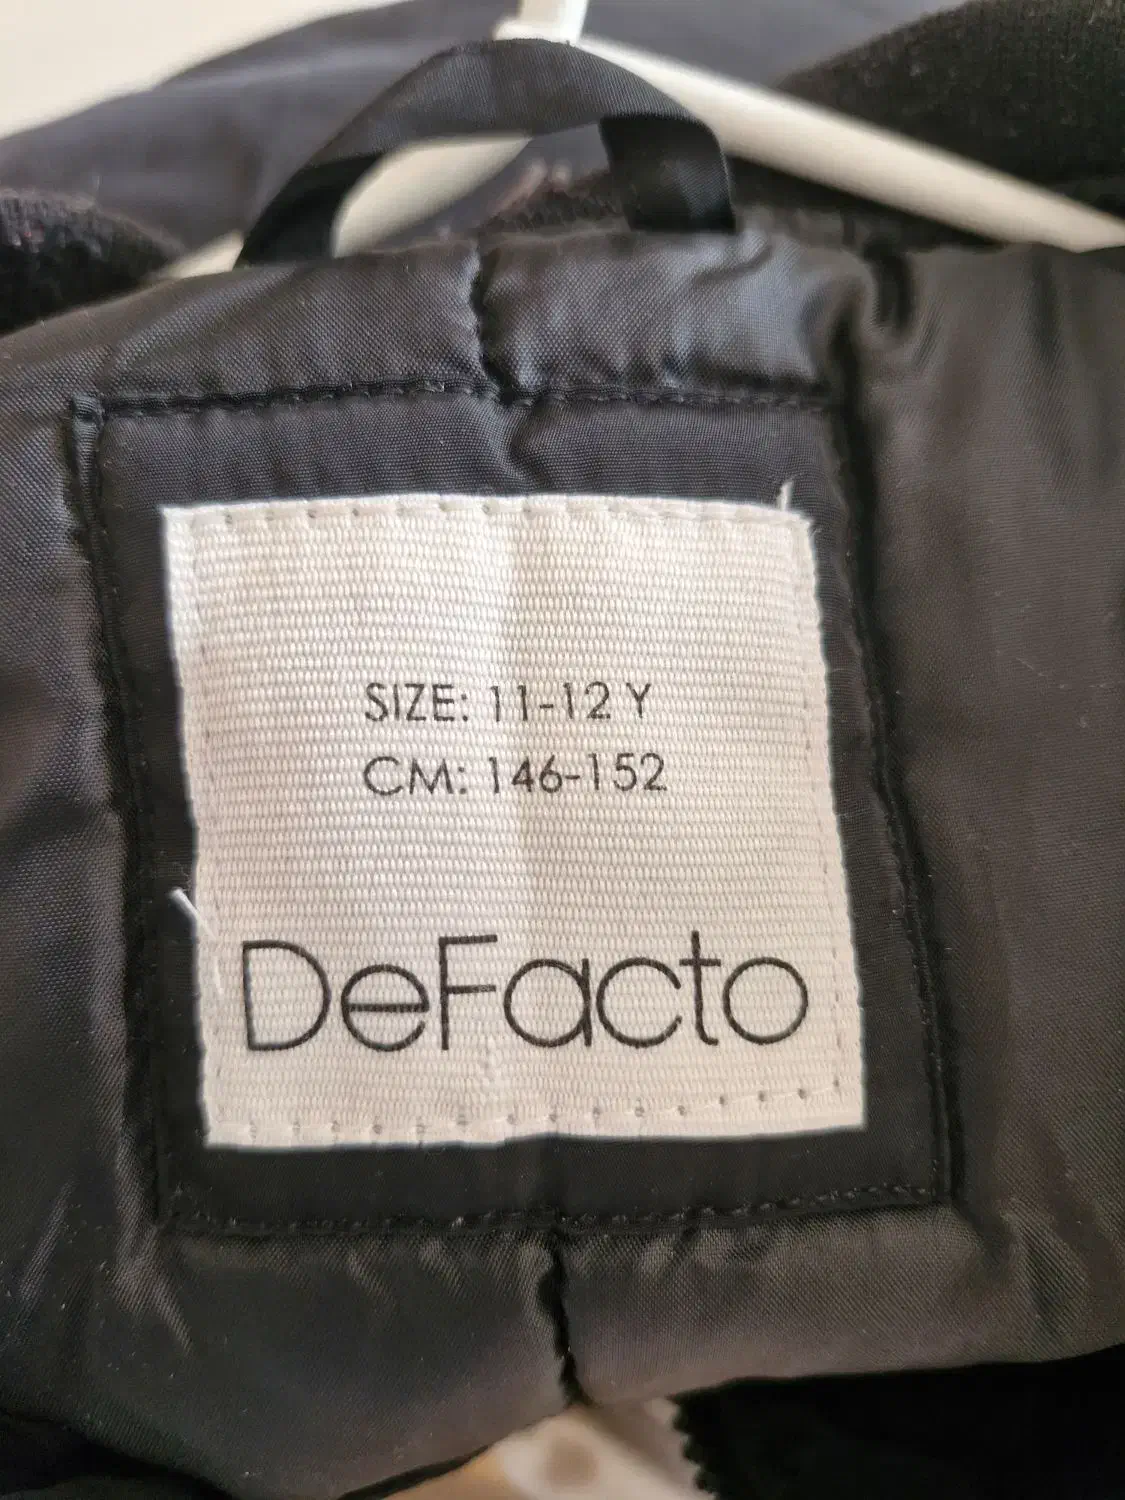 SIZE: 11-12 Y
CM: 146-152
DeFacto